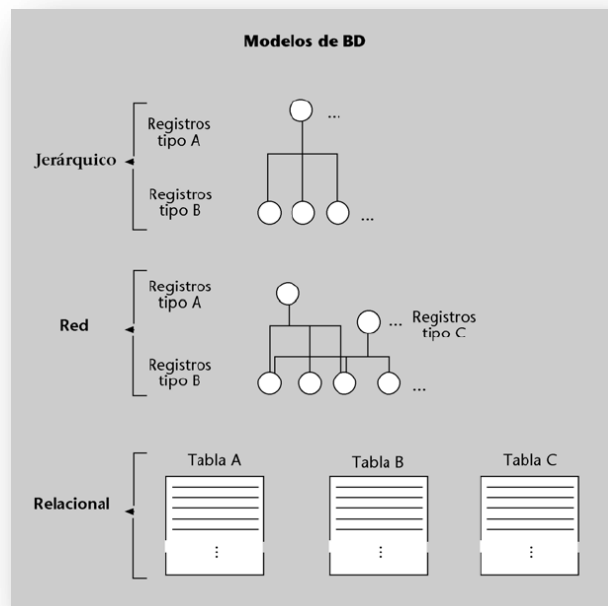 Modelos de BD
Jerárquico
Registros
tipo A
...
Registros
tipo B
...
Red
Registros
tipo A
... Registros
tipo C
Registros
tipo B
...
Relacional
Tabla A
Tabla B
Tabla C
⋮
⋮
⋮